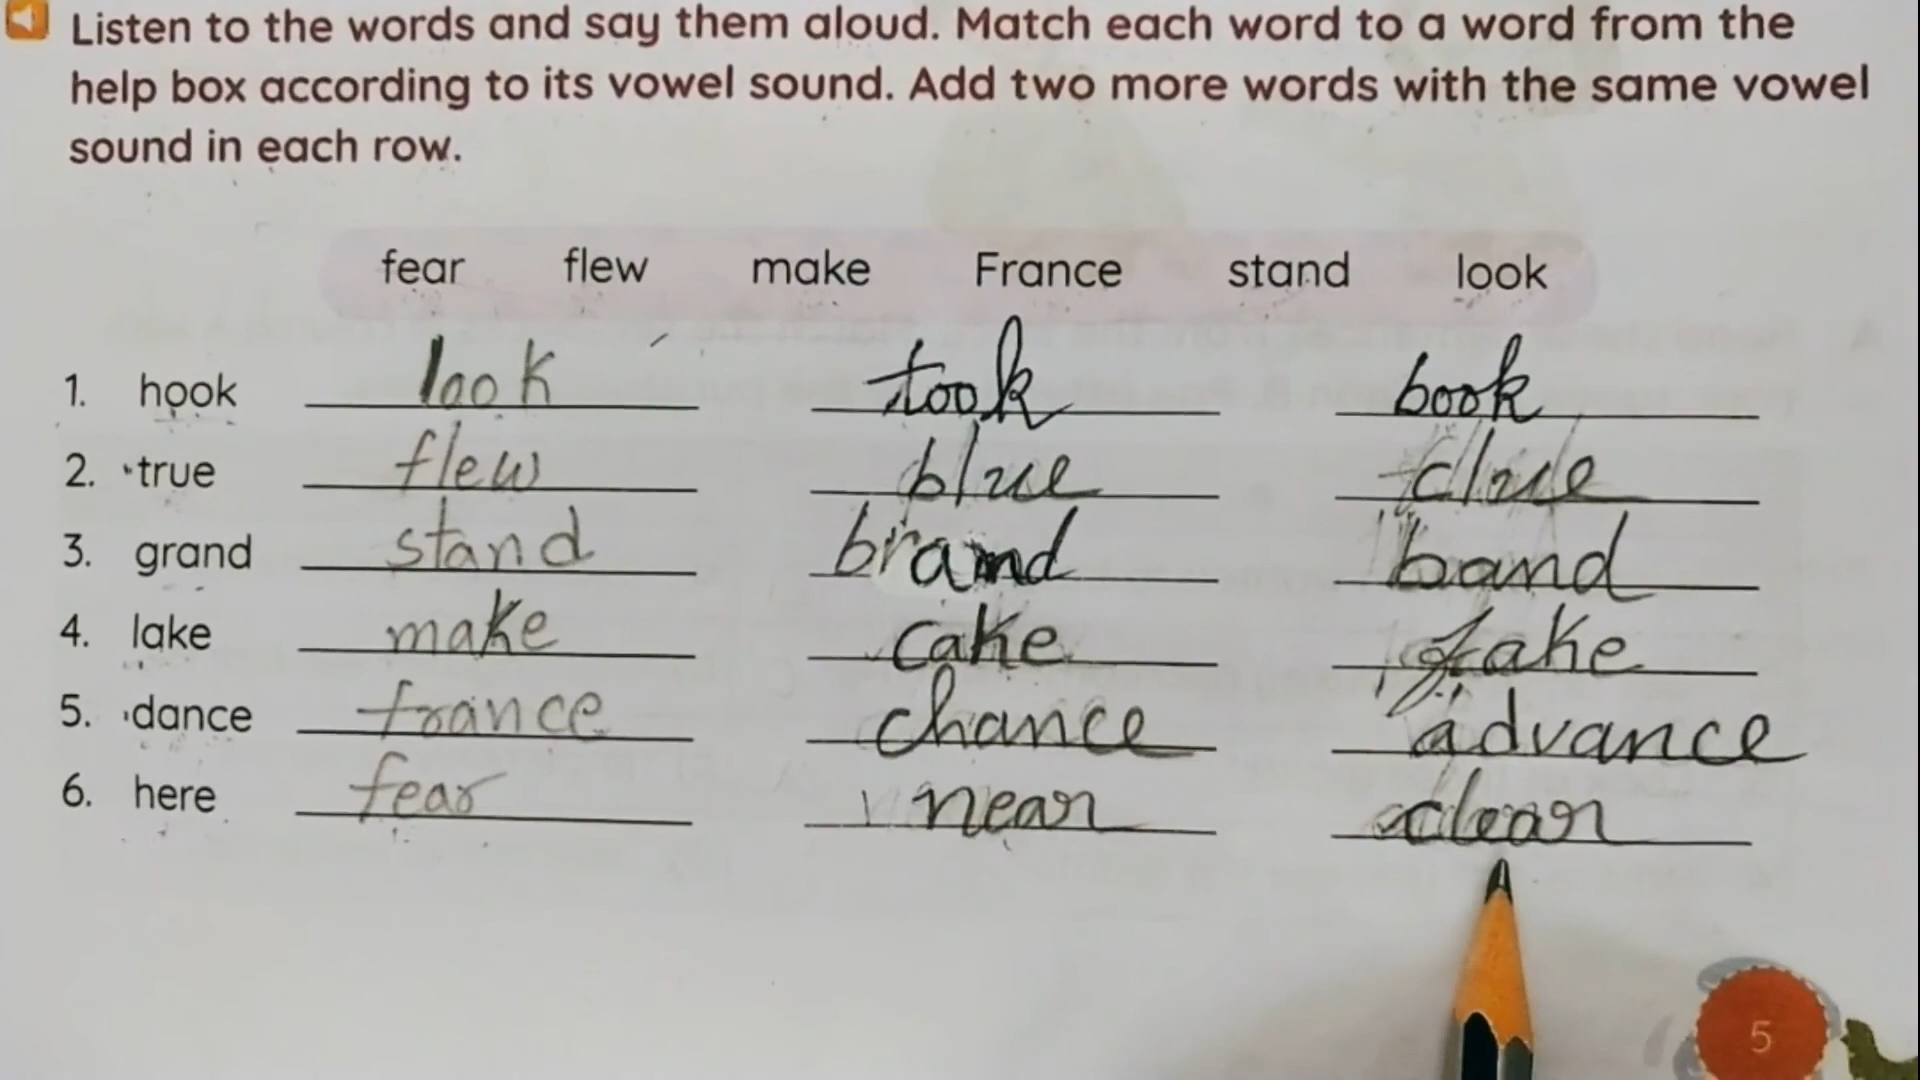 Listen to the words and say them aloud. Match each word to a word from the
help box according to its vowel sound. Add two more words with the same vowel
sound in each row.
fear flew make France stand look
1. hook look took book
2. true flew blue clue
3. grand stand brand band
4. lake make cake fake
5. dance france chance advance
6. here fear near clear
5